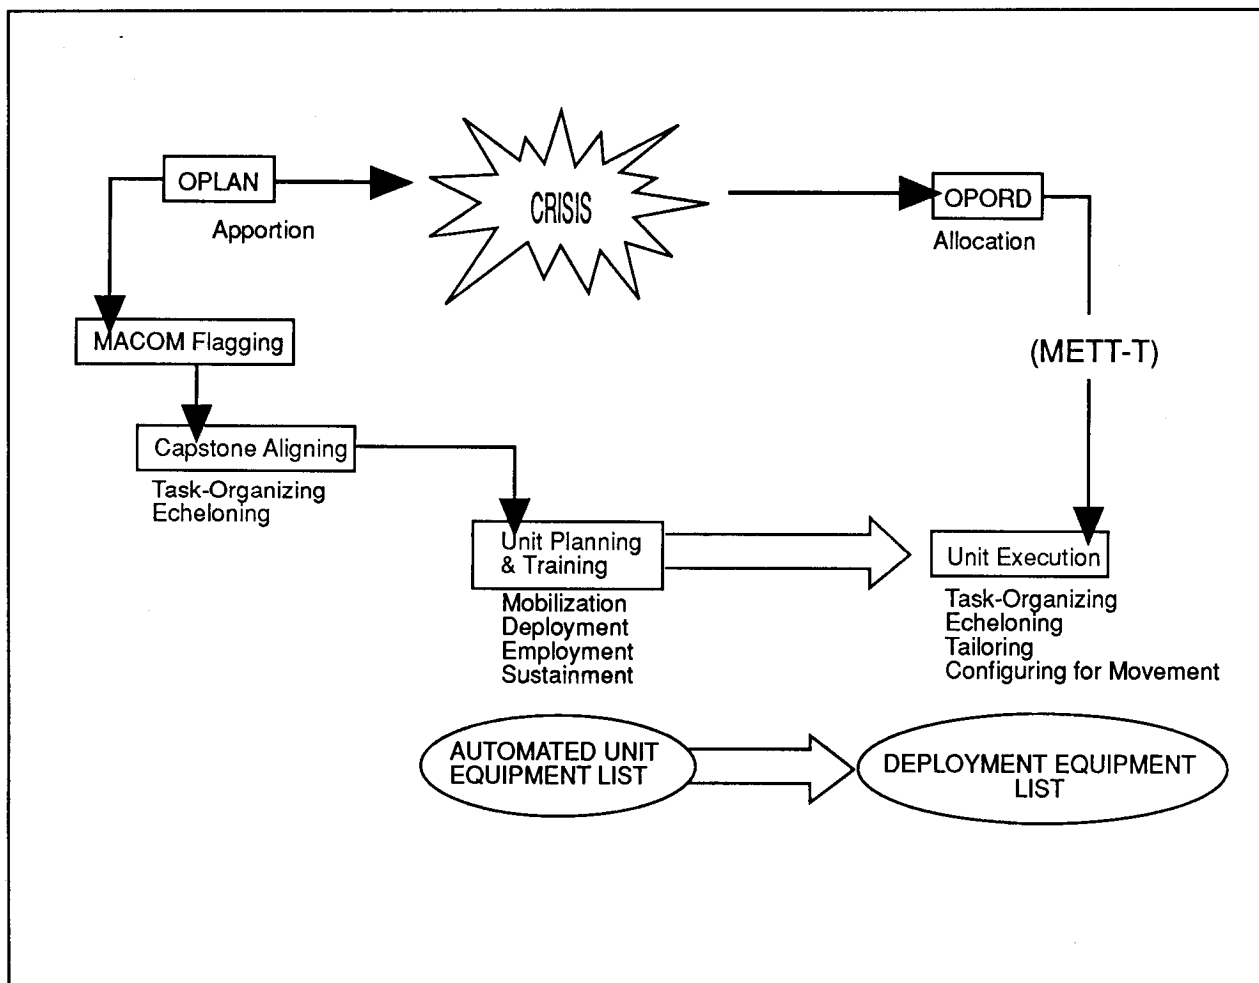 OPLAN
Apportion
CRISIS
OPORD
Allocation
MACOM Flagging
(METT-T)
Capstone Aligning
Task-Organizing
Echeloning
Unit Planning
& Training
Mobilization
Deployment
Employment
Sustainment
Unit Execution
Task-Organizing
Echeloning
Tailoring
Configuring for Movement
AUTOMATED UNIT
EQUIPMENT LIST
DEPLOYMENT EQUIPMENT
LIST